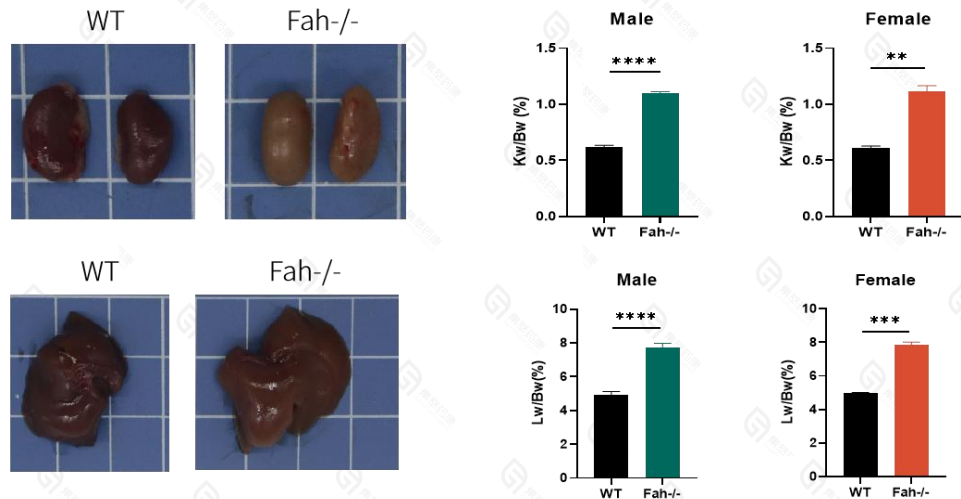 WT Fah-/-
Male
****
Kw/Bw (%)
1.5
1.0
0.5
0.0
WT Fah-/-
Female
**
Kw/Bw (%)
1.5
1.0
0.5
0.0
WT Fah-/-
WT Fah-/-
Male
****
Lw/Bw(%)
10
8
6
4
2
0
WT Fah-/-
Female
***
Lw/Bw(%)
10
8
6
4
2
0
WT Fah-/-